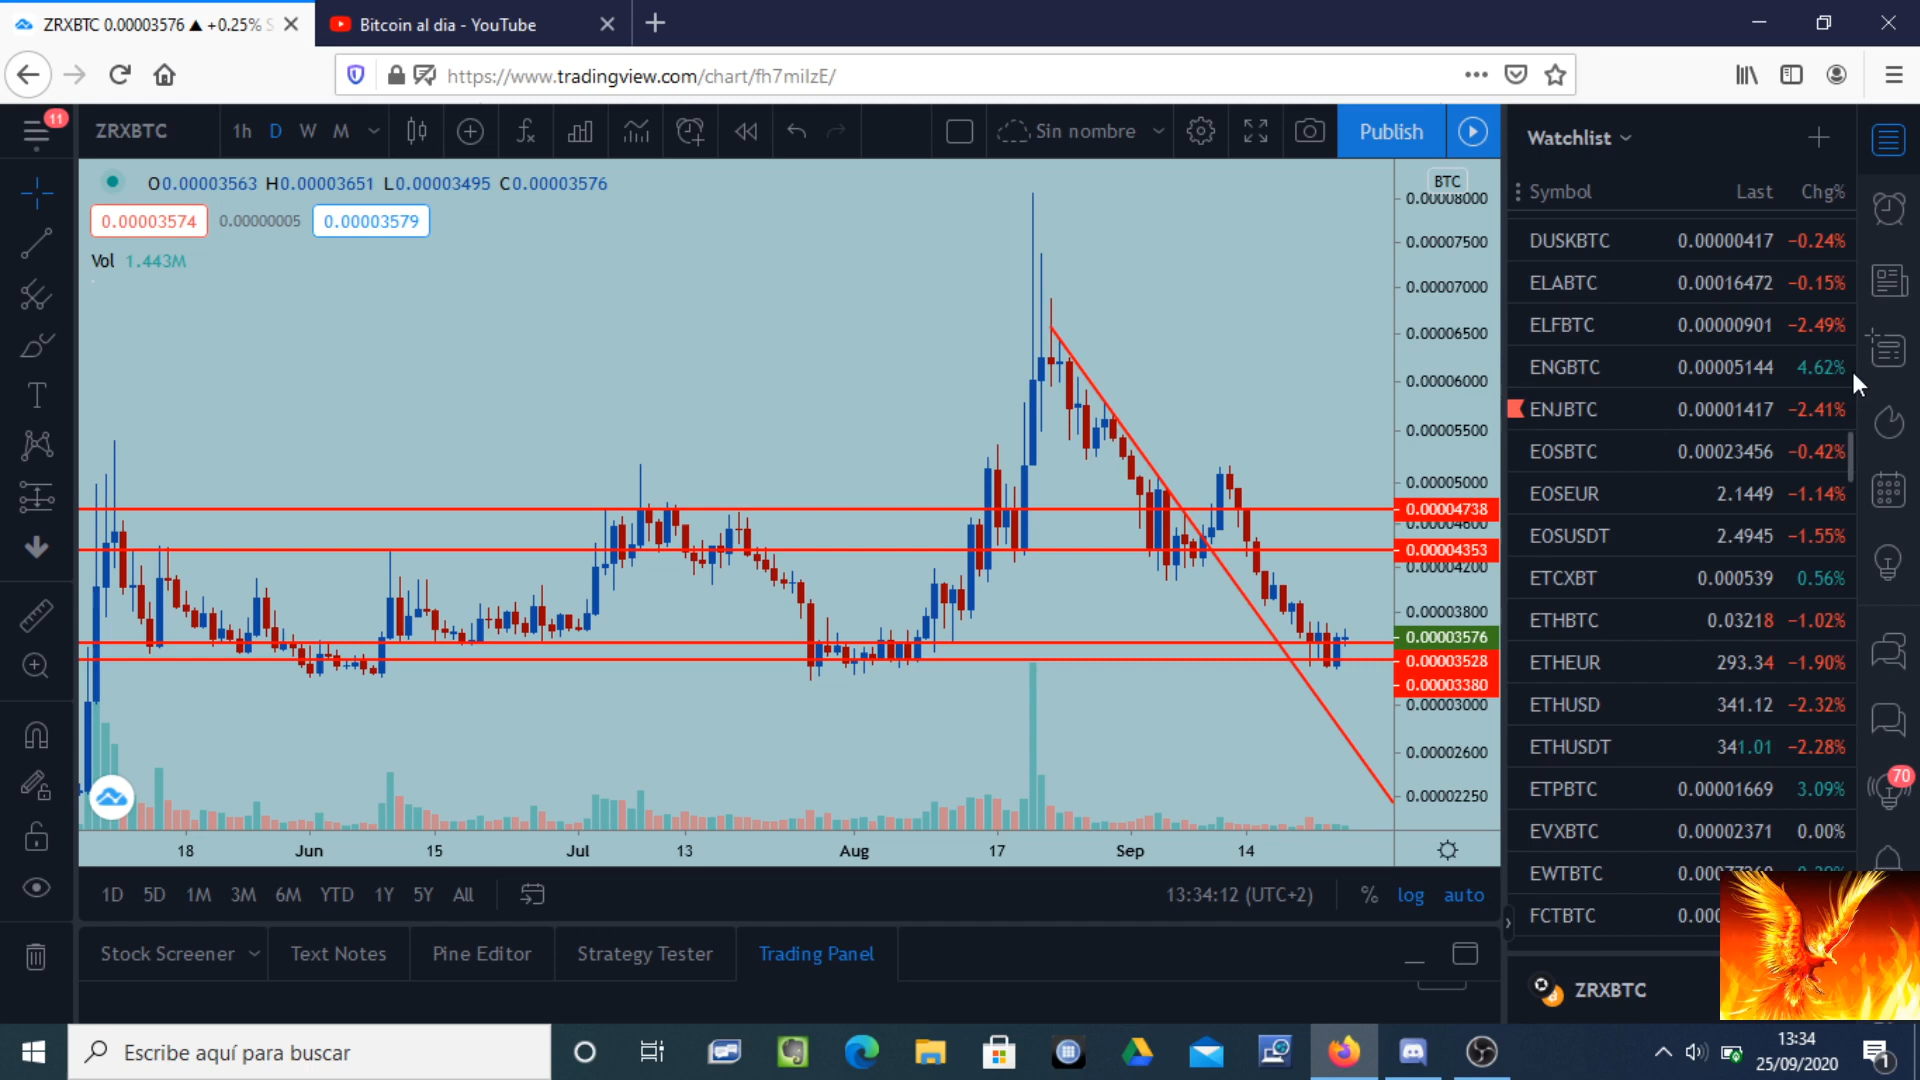 ZRXBTC 0.00003576 ▲ +0.25% S
Bitcoin al dia - YouTube
https://www.tradingview.com/chart/fh7miIzE/
11
ZRXBTC
1h D W M
Sin nombre
Publish
Watchlist
O0.00003563 H0.00003651 L0.00003495 C0.00003576
0.00003574 0.00000005 0.00003579
Vol 1.443M
BTC
0.00008000
0.00007500
0.00007000
0.00006500
0.00006000
0.00005500
0.00005000
0.00004738
0.00004600
0.00004353
0.00004200
0.00003800
0.00003576
0.00003528
0.00003380
0.00003000
0.00002600
0.00002250
18 Jun 15 Jul 13 Aug 17 Sep 14
Symbol Last Chg%
DUSKBTC 0.00000417 −0.24%
ELABTC 0.00016472 −0.15%
ELFBTC 0.00000901 −2.49%
ENGBTC 0.00005144 4.62%
ENJBTC 0.00001417 −2.41%
EOSBTC 0.00023456 −0.42%
EOSEUR 2.1449 −1.14%
EOSUSDT 2.4945 −1.55%
ETCXBT 0.000539 0.56%
ETHBTC 0.03218 −1.02%
ETHEUR 293.34 −1.90%
ETHUSD 341.12 −2.32%
ETHUSDT 341.01 −2.28%
ETPBTC 0.00001669 3.09%
EVXBTC 0.00002371 0.00%
EWTBTC
FCTBTC
70
1D 5D 1M 3M 6M YTD 1Y 5Y All
13:34:12 (UTC+2) % log auto
Stock Screener Text Notes Pine Editor Strategy Tester Trading Panel
ZRXBTC
Escribe aquí para buscar
13:34
25/09/2020
1